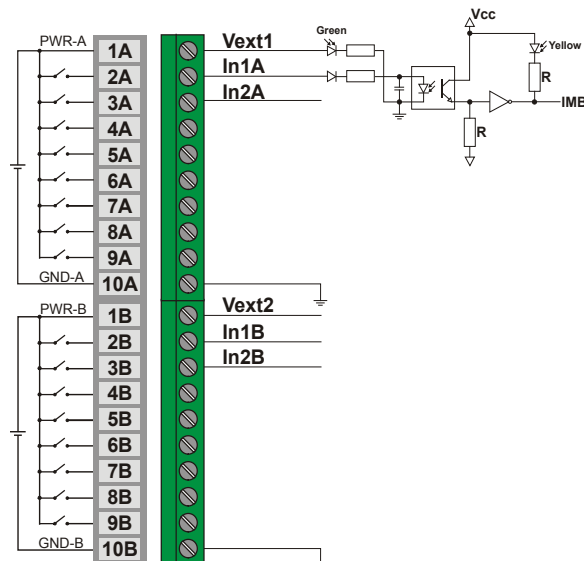 PWR-A
1A
Vext1
Green
Vcc
Yellow
2A
In1A
R
3A
In2A
IMB
4A
R
5A
6A
7A
8A
9A
GND-A
10A
PWR-B
1B
Vext2
2B
In1B
3B
In2B
4B
5B
6B
7B
8B
9B
GND-B
10B